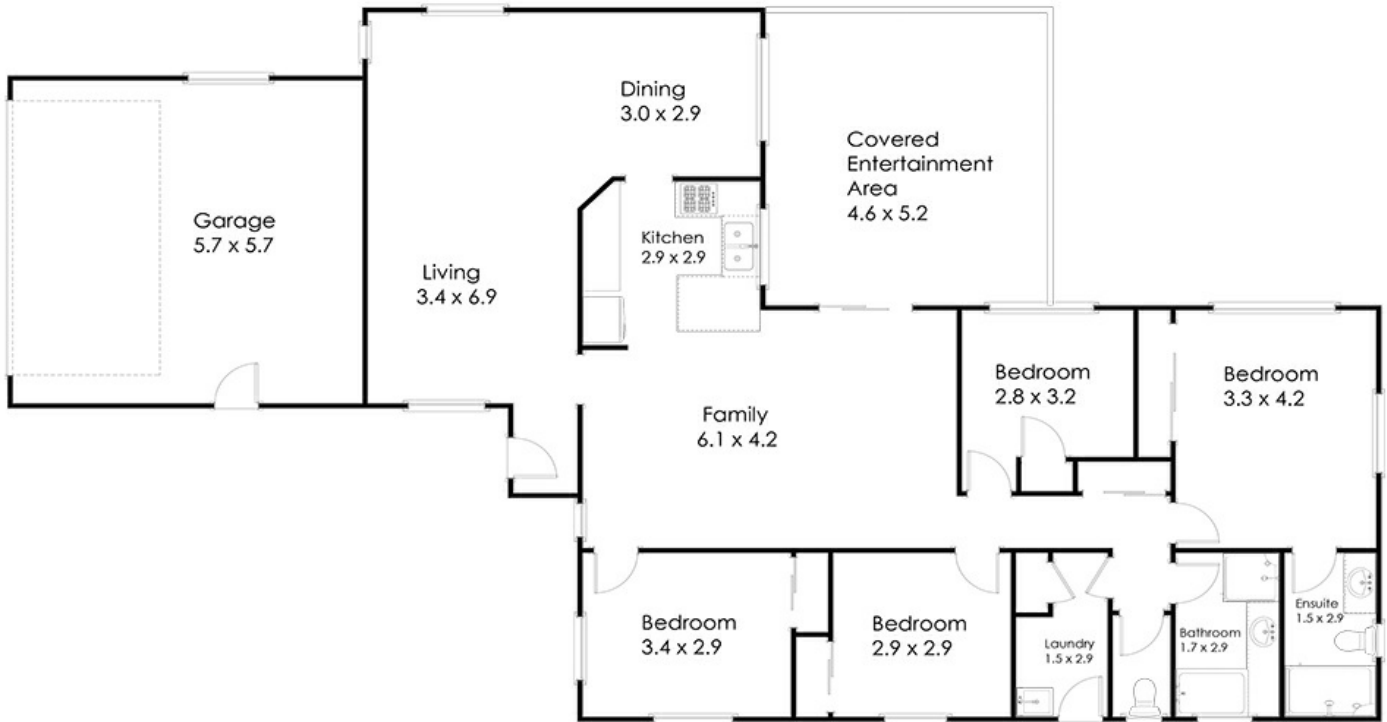 Dining
3.0 x 2.9
Covered
Entertainment
Area
4.6 x 5.2
Garage
5.7 x 5.7
Kitchen
2.9 x 2.9
Living
3.4 x 6.9
Bedroom
2.8 x 3.2
Bedroom
3.3 x 4.2
Family
6.1 x 4.2
Bedroom
3.4 x 2.9
Bedroom
2.9 x 2.9
Laundry
1.5 x 2.9
Bathroom
1.7 x 2.9
Ensuite
1.5 x 2.9